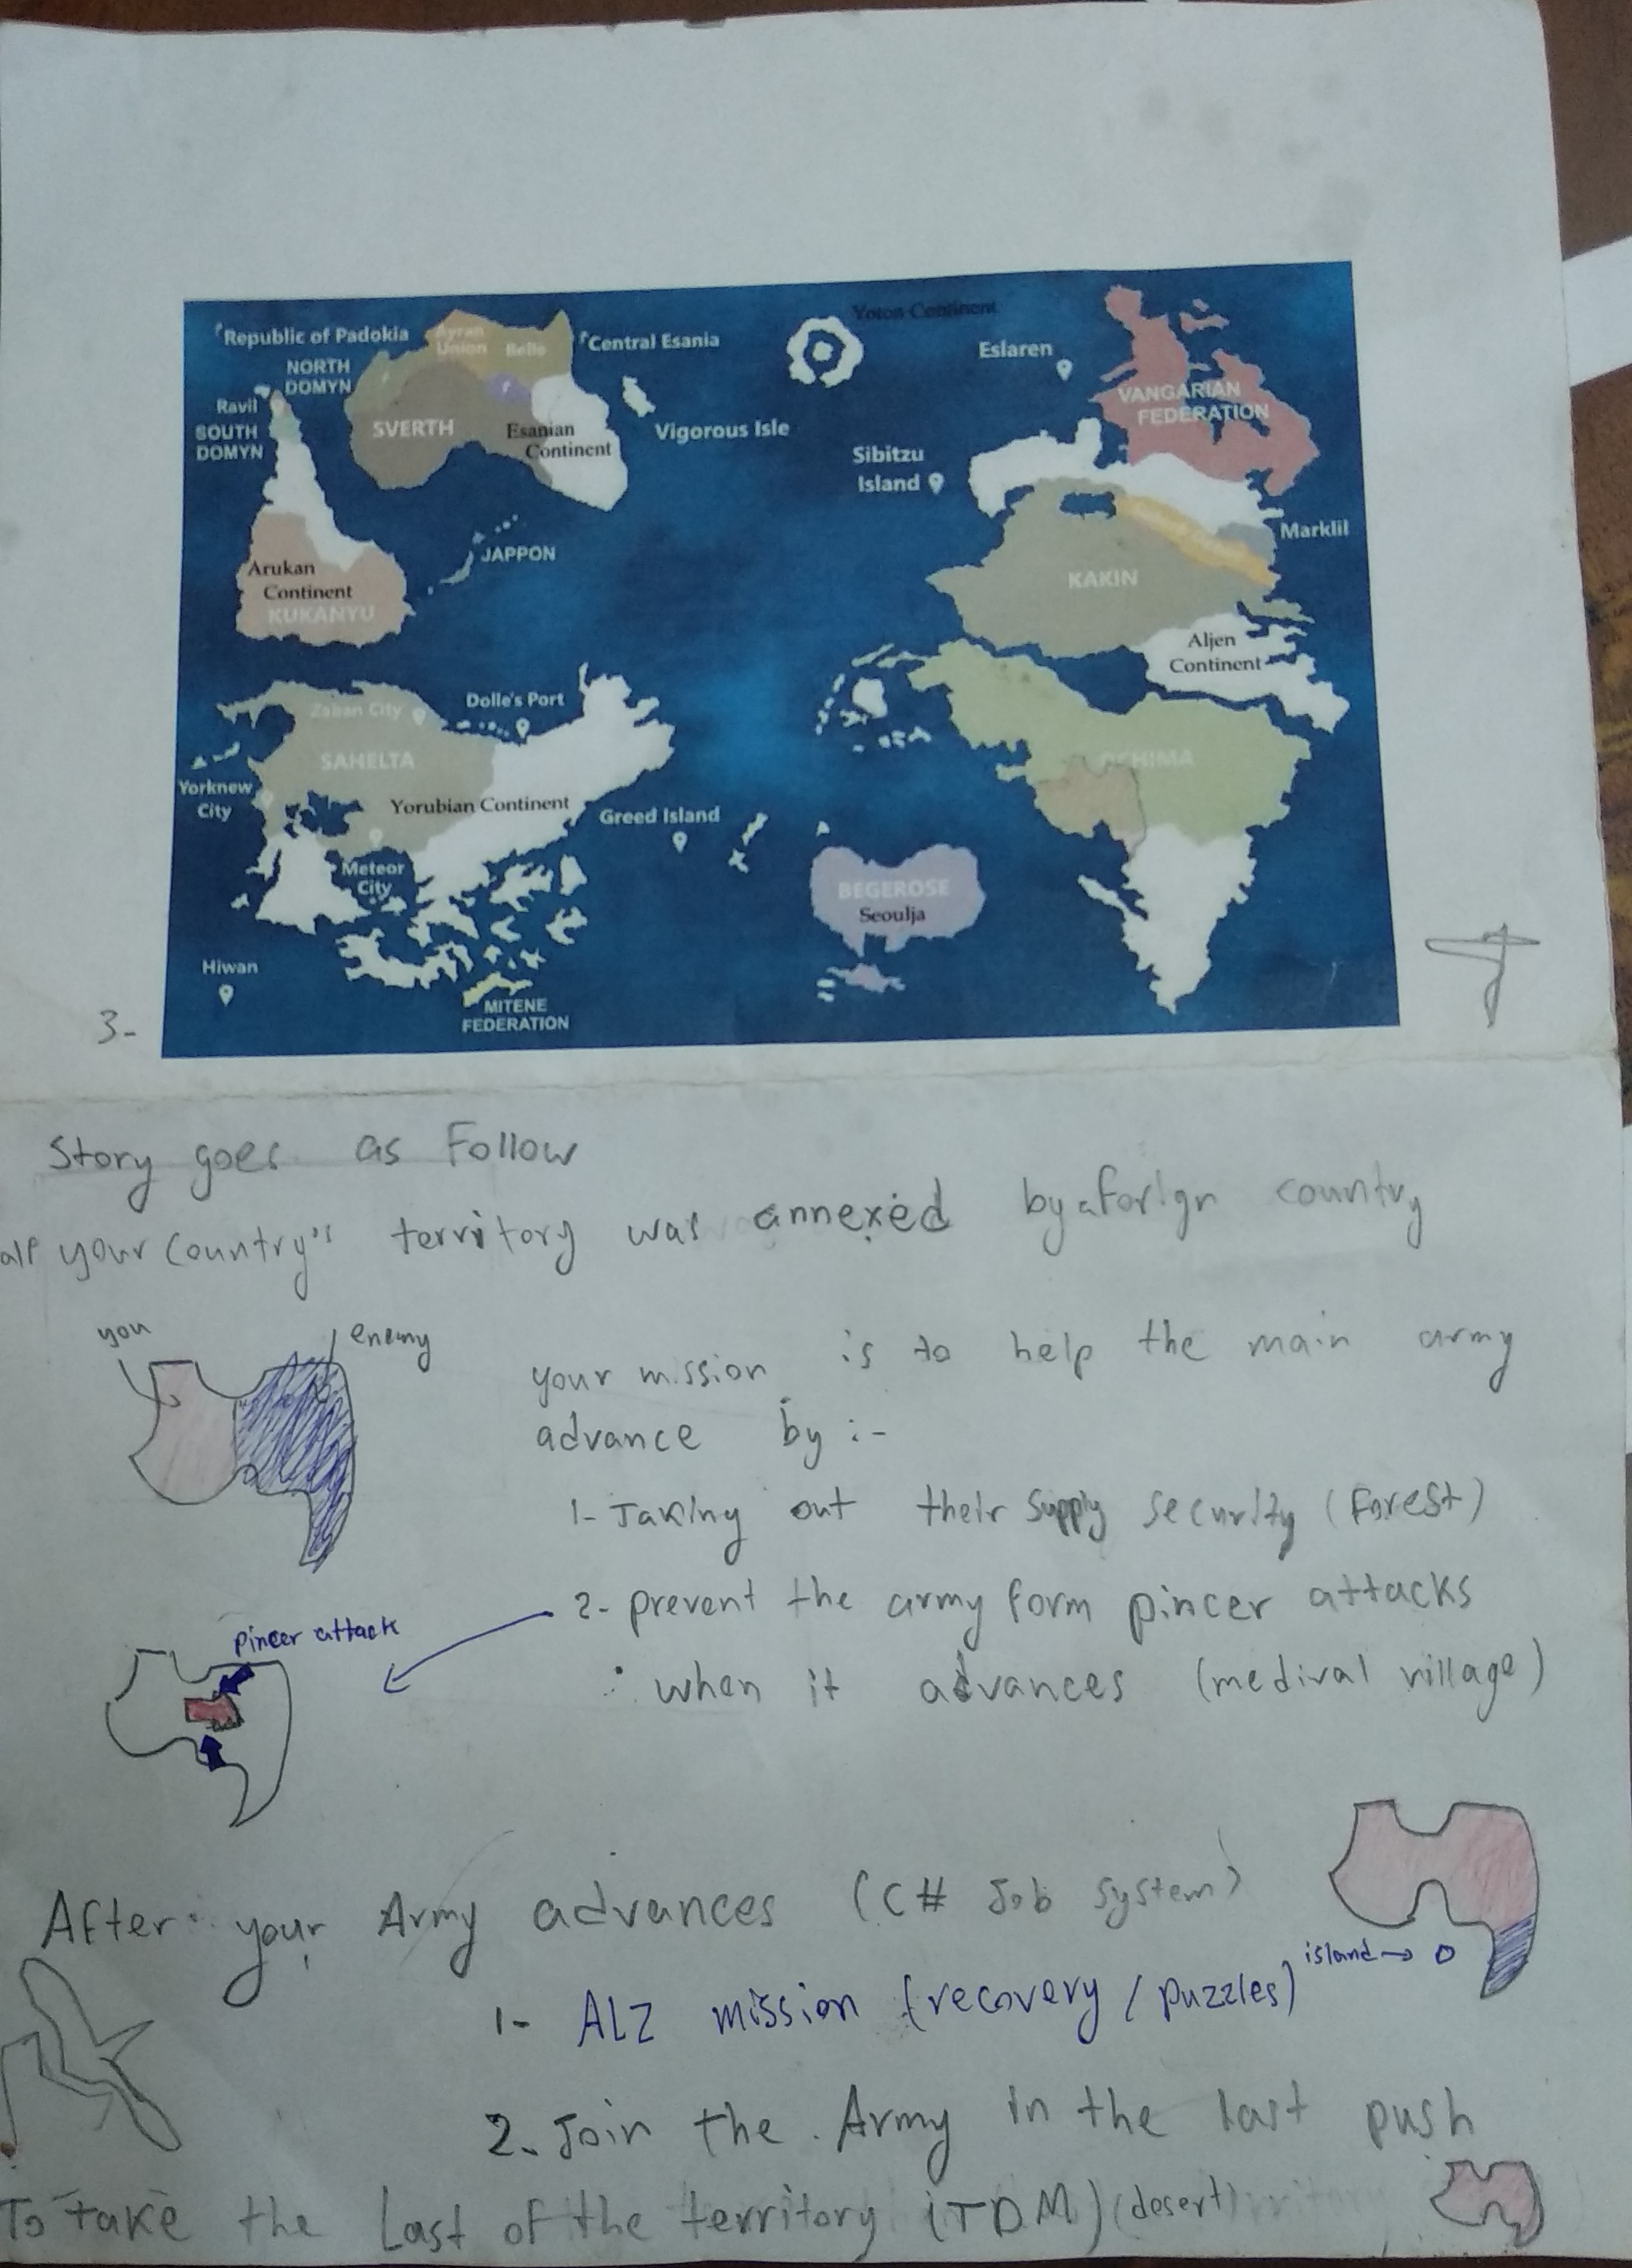 Yoton Continent
Republic of Padokia
Ayran Union
Bello
Central Esania
NORTH DOMYN
Ravil
SOUTH DOMYN
SVERTH
Esanian Continent
Vigorous Isle
Eslaren
VANGARIAN FEDERATION
Sibitzu Island
Marklil
JAPPON
Arukan Continent
KUKANYU
KAKIN
Aljen Continent
Zaban City
Dolle's Port
SAHELTA
Yorknew City
Yorubian Continent
Greed Island
OCHIMA
Meteor City
BEGEROSE
Seoulja
Hiwan
MITENE FEDERATION
3-
Story goes as Follow
alf your Country's territory was annexed by a forign country
you
enemy
your mission is to help the main army
advance by :-
1- Taking out their supply security (Forest)
2- prevent the army form pincer attacks
pincer attack
when it advances (medival village)
After your Army advances (C# Job system)
island → O
1- ALZ mission (recovery / puzzles)
2. Join the Army in the last push
To take the Last of the territory (TDM) (desert)